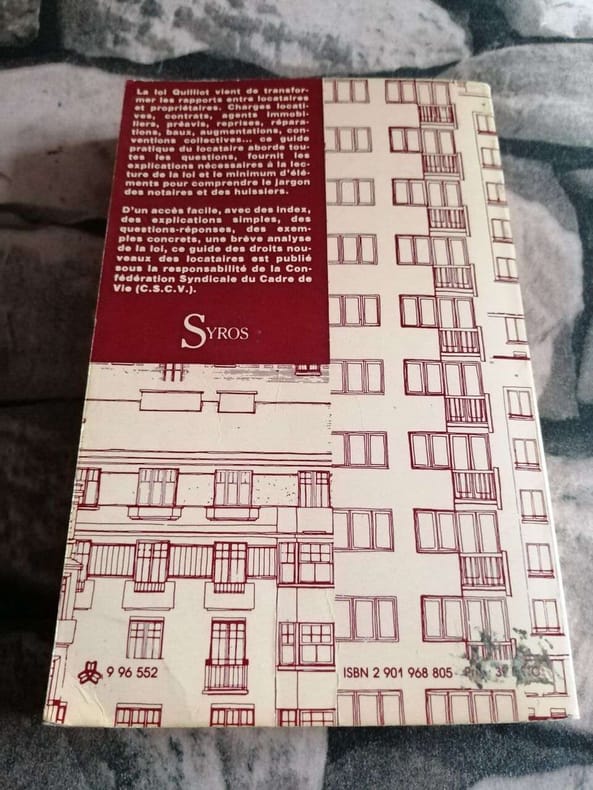 La loi Quilliot vient de transfor-
mer les rapports entre locataires
et propriétaires. Charges locati-
ves, contrats, agents immobi-
liers, préavis, reprises, répara-
tions, baux, augmentations, con-
ventions collectives... ce guide
pratique du locataire aborde tou-
tes les questions, fournit les
explications nécessaires à la lec-
ture de la loi et le minimum d'élé-
ments pour comprendre le jargon
des notaires et des huissiers.
D'un accès facile, avec des index,
des explications simples, des
questions-réponses, des exem-
ples concrets, une brève analyse
de la loi, ce guide des droits nou-
veaux des locataires est publié
sous la responsabilité de la Con-
fédération Syndicale du Cadre de
Vie (C.S.C.V.).
SYROS
9 96 552
ISBN 2 901 968 805